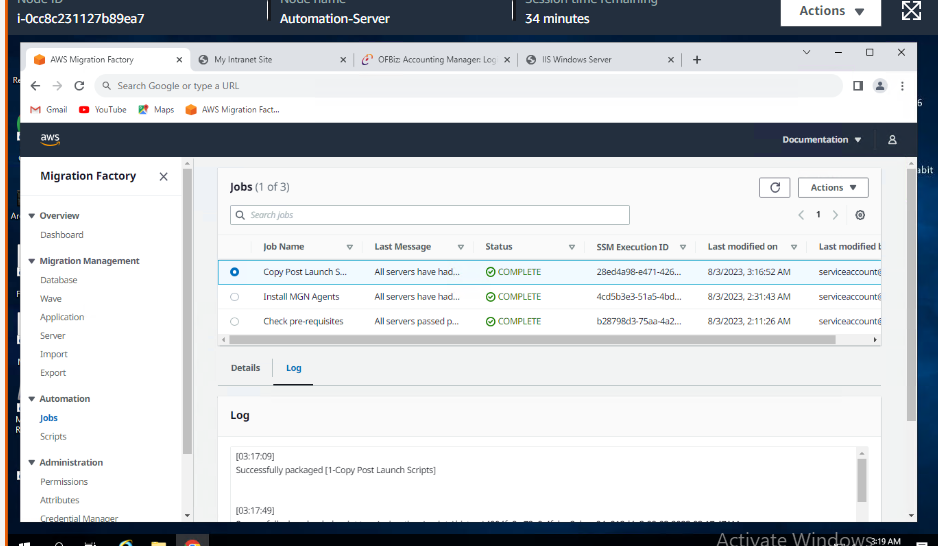 Node ID Node name Session time remaining
i-0cc8c231127b89ea7 Automation-Server 34 minutes Actions
AWS Migration Factory My Intranet Site OFBiz: Accounting Manager: Log IIS Windows Server
Search Google or type a URL
Gmail YouTube Maps AWS Migration Fact...
aws Documentation
Migration Factory
Overview
Dashboard
Migration Management
Database
Wave
Application
Server
Import
Export
Automation
Jobs
Scripts
Administration
Permissions
Attributes
Credential Manager
Jobs (1 of 3) Actions
Search jobs 1
Job Name Last Message Status SSM Execution ID Last modified on Last modified b
Copy Post Launch S... All servers have had... COMPLETE 28ed4a98-e471-426... 8/3/2023, 3:16:52 AM serviceaccount@
Install MGN Agents All servers have had... COMPLETE 4cd5b3e3-51a5-4bd... 8/3/2023, 2:31:43 AM serviceaccount@
Check pre-requisites All servers passed p... COMPLETE b28798d3-75aa-4a2... 8/3/2023, 2:11:26 AM serviceaccount@
Details Log
Log
[03:17:09]
Successfully packaged [1-Copy Post Launch Scripts]
[03:17:49]
Activate Windows
3:19 AM